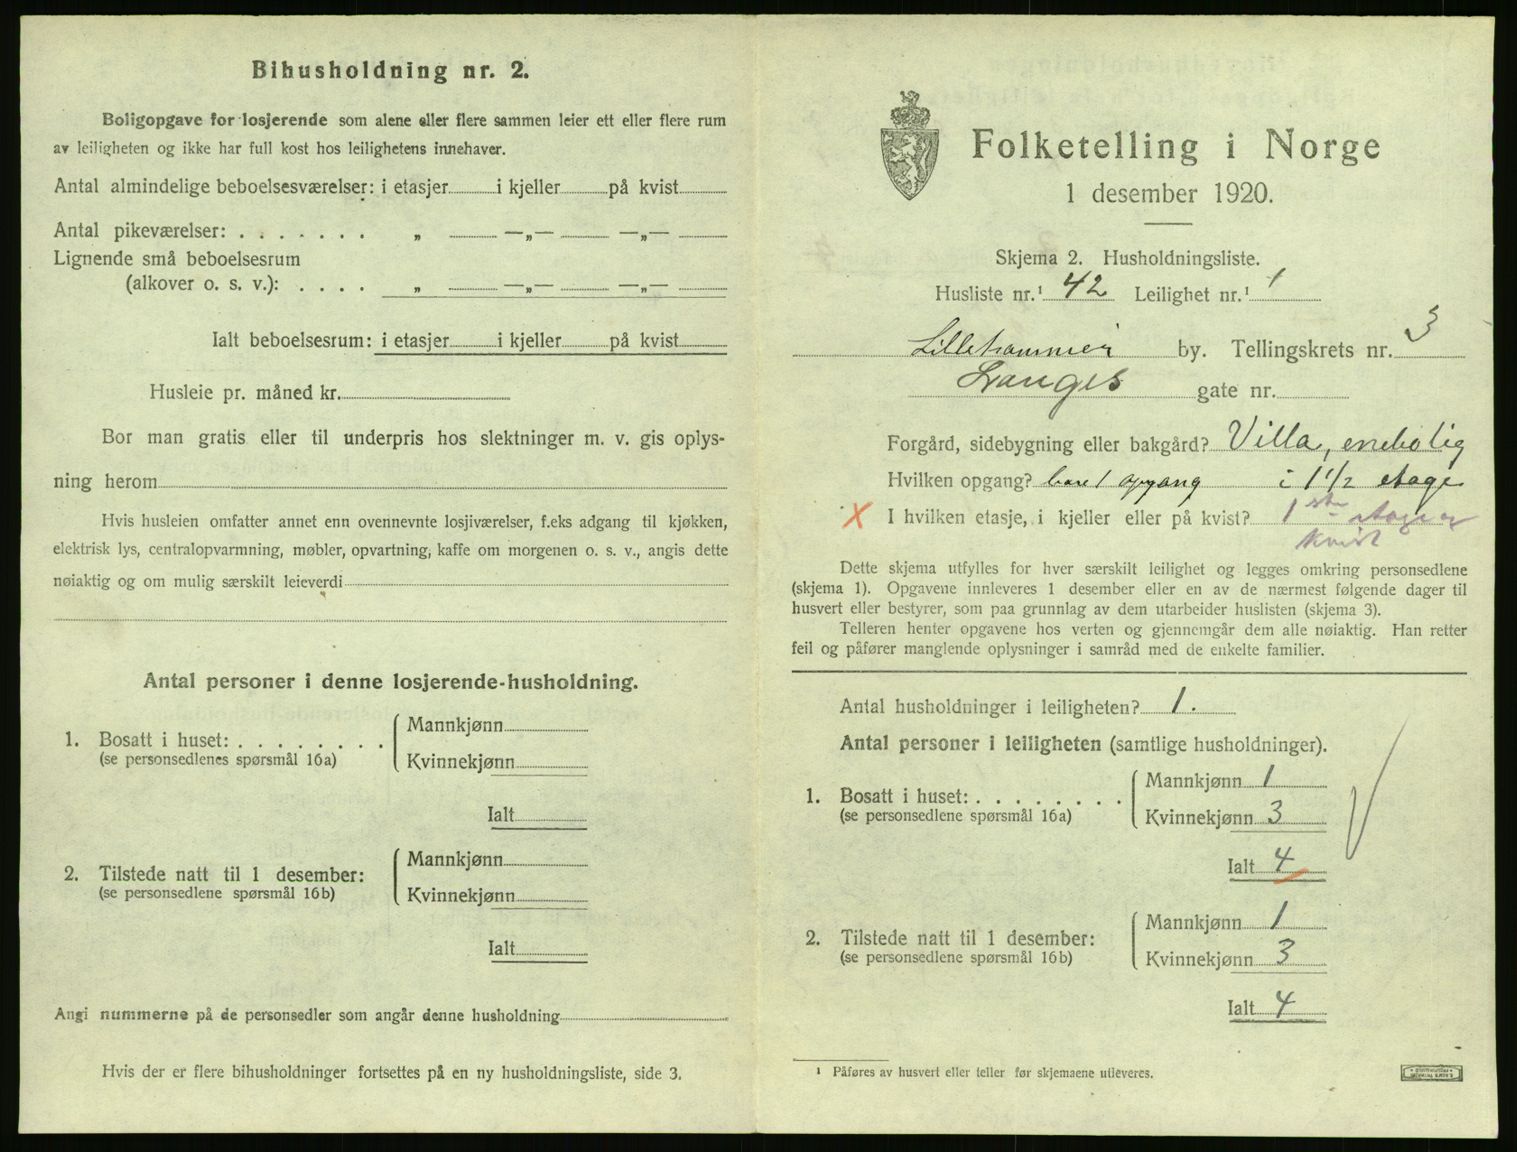 Bihusholdning nr. 2.
Boligopgave for losjerende som alene eller flere sammen leier ett eller flere rum
av leiligheten og ikke har full kost hos leilighetens innehaver.
Antal almindelige beboelsesværelser: i etasjer i kjeller på kvist
Antal pikeværelser: . . . . . . . „ —„— —„—
Lignende små beboelsesrum
(alkover o. s. v.): . . . . „ —„— —„—
Ialt beboelsesrum: i etasjer i kjeller på kvist
Husleie pr. måned kr.
Bor man gratis eller til underpris hos slektninger m. v. gis oplys-
ning herom
Hvis husleien omfatter annet enn ovennevnte losjiværelser, f.eks adgang til kjøkken,
elektrisk lys, centralopvarmning, møbler, opvartning, kaffe om morgenen o. s. v., angis dette
nøiaktig og om mulig særskilt leieverdi
Antal personer i denne losjerende-husholdning.
1. Bosatt i huset: . . . . . . . .
(se personsedlenes spørsmål 16a)
Mannkjønn
Kvinnekjønn
Ialt
2. Tilstede natt til 1 desember:
(se personsedlene spørsmål 16b)
Mannkjønn
Kvinnekjønn
Ialt
Angi nummerne på de personsedler som angår denne husholdning
Hvis der er flere bihusholdninger fortsettes på en ny husholdningsliste, side 3.
Folketelling i Norge
1 desember 1920.
Skjema 2. Husholdningsliste.
Husliste nr.¹ 42 Leilighet nr.¹ 1
Lillehammer by. Tellingskrets nr. 3
Langes gate nr.
Forgård, sidebygning eller bakgård? Villa, enebolig
Hvilken opgang? bare 1 opgang i 1 1/2 etage
X I hvilken etasje, i kjeller eller på kvist? 1ste etage og
kvist
Dette skjema utfylles for hver særskilt leilighet og legges omkring personsedlene
(skjema 1). Opgavene innleveres 1 desember eller en av de nærmest følgende dager til
husvert eller bestyrer, som paa grunnlag av dem utarbeider huslisten (skjema 3).
Telleren henter opgavene hos verten og gjennemgår dem alle nøiaktig. Han retter
feil og påfører manglende oplysninger i samråd med de enkelte familier.
Antal husholdninger i leiligheten? 1.
Antal personer i leiligheten (samtlige husholdninger).
1. Bosatt i huset: . . . . . . . .
(se personsedlene spørsmål 16a)
Mannkjønn 1
Kvinnekjønn 3
Ialt 4
2. Tilstede natt til 1 desember:
(se personsedlene spørsmål 16b)
Mannkjønn 1
Kvinnekjønn 3
Ialt 4
¹ Påføres av husvert eller teller før skjemaene utleveres.